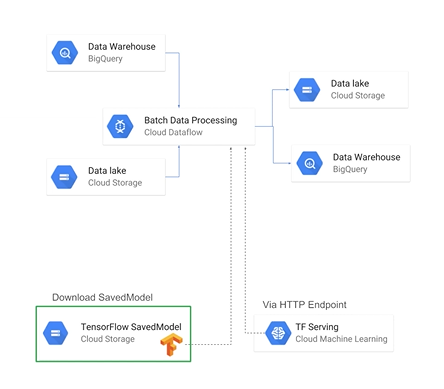 Data Warehouse
BigQuery
Data lake
Cloud Storage
Batch Data Processing
Cloud Dataflow
Data lake
Cloud Storage
Data Warehouse
BigQuery
Download SavedModel
TensorFlow SavedModel
Cloud Storage
Via HTTP Endpoint
TF Serving
Cloud Machine Learning